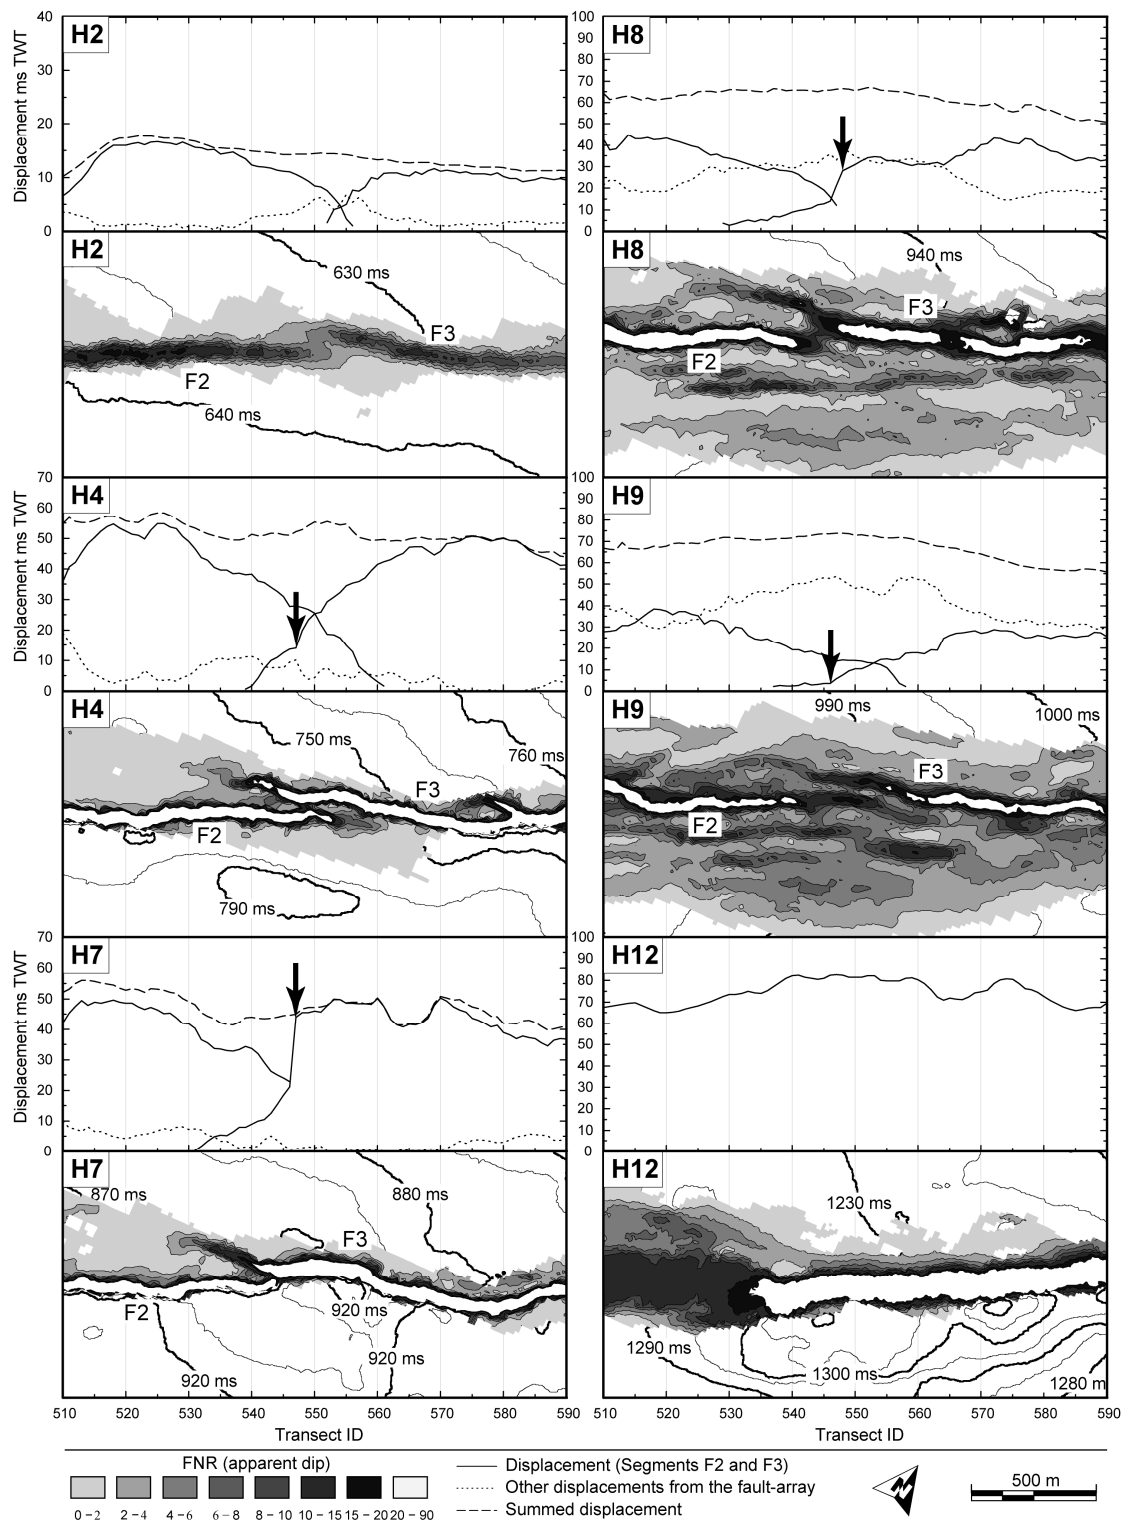 H2
Displacement ms TWT
40
30
20
10
0
H8
100
90
80
70
60
50
40
30
20
10
0
H2
630 ms
F3
F2
640 ms
H8
940 ms
F3
F2
H4
Displacement ms TWT
70
60
50
40
30
20
10
0
H9
100
90
80
70
60
50
40
30
20
10
0
H4
750 ms
760 ms
F3
F2
790 ms
H9
990 ms
1000 ms
F3
F2
H7
Displacement ms TWT
70
60
50
40
30
20
10
0
H12
100
90
80
70
60
50
40
30
20
10
0
H7
870 ms
880 ms
F3
F2
920 ms
920 ms
920 ms
H12
1230 ms
1290 ms
1300 ms
1280 m
510 520 530 540 550 560 570 580 590
Transect ID
510 520 530 540 550 560 570 580 590
Transect ID
FNR (apparent dip)
0 – 2 2 – 4 4 – 6 6 – 8 8 – 10 10 – 15 15 – 20 20 – 90
Displacement (Segments F2 and F3)
Other displacements from the fault-array
Summed displacement
N
500 m